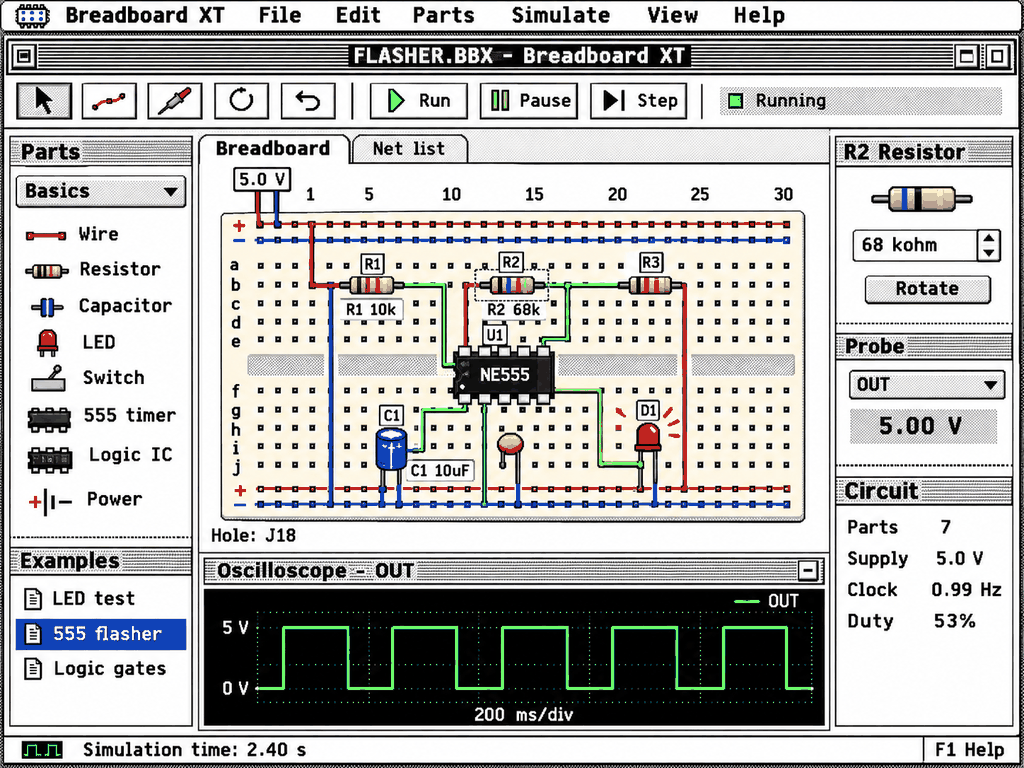 Breadboard XT File Edit Parts Simulate View Help
FLASHER.BBX - Breadboard XT
Run Pause Step Running
Parts
Basics
Wire
Resistor
Capacitor
LED
Switch
555 timer
Logic IC
Power
Examples
LED test
555 flasher
Logic gates
Breadboard Net list
5.0 V
1 5 10 15 20 25 30
+
−
a
b
c
d
e
f
g
h
i
j
+
−
R1
R1 10k
R2
R2 68k
R3
U1
NE555
C1
C1 10uF
D1
Hole: J18
Oscilloscope - OUT
OUT
5 V
0 V
200 ms/div
R2 Resistor
68 kohm
Rotate
Probe
OUT
5.00 V
Circuit
Parts 7
Supply 5.0 V
Clock 0.99 Hz
Duty 53%
Simulation time: 2.40 s
F1 Help